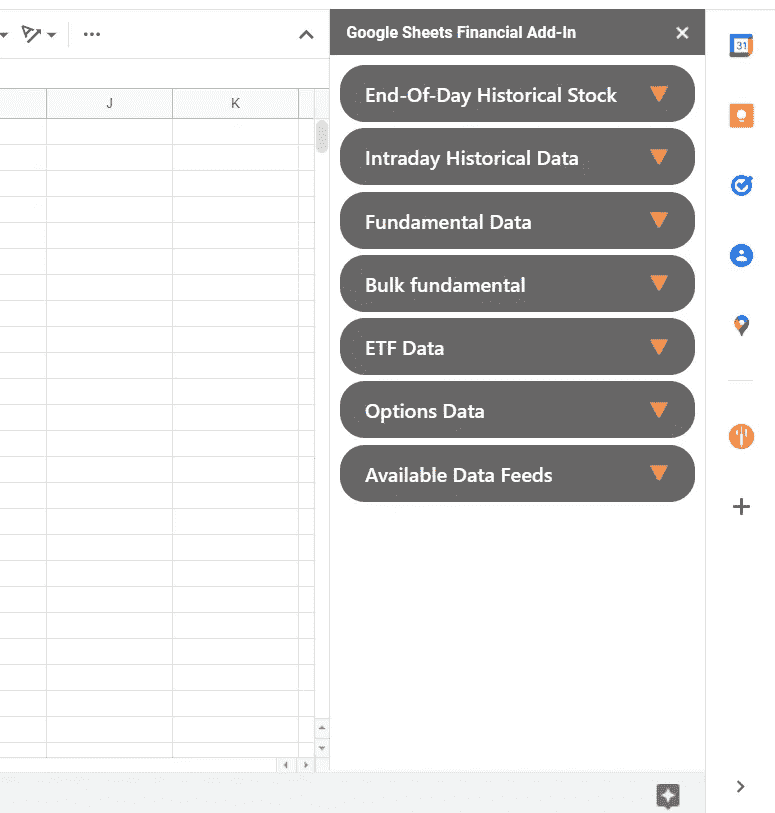 Google Sheets Financial Add-In
31
J
K
End-Of-Day Historical Stock
Intraday Historical Data
Fundamental Data
Bulk fundamental
ETF Data
Options Data
Available Data Feeds